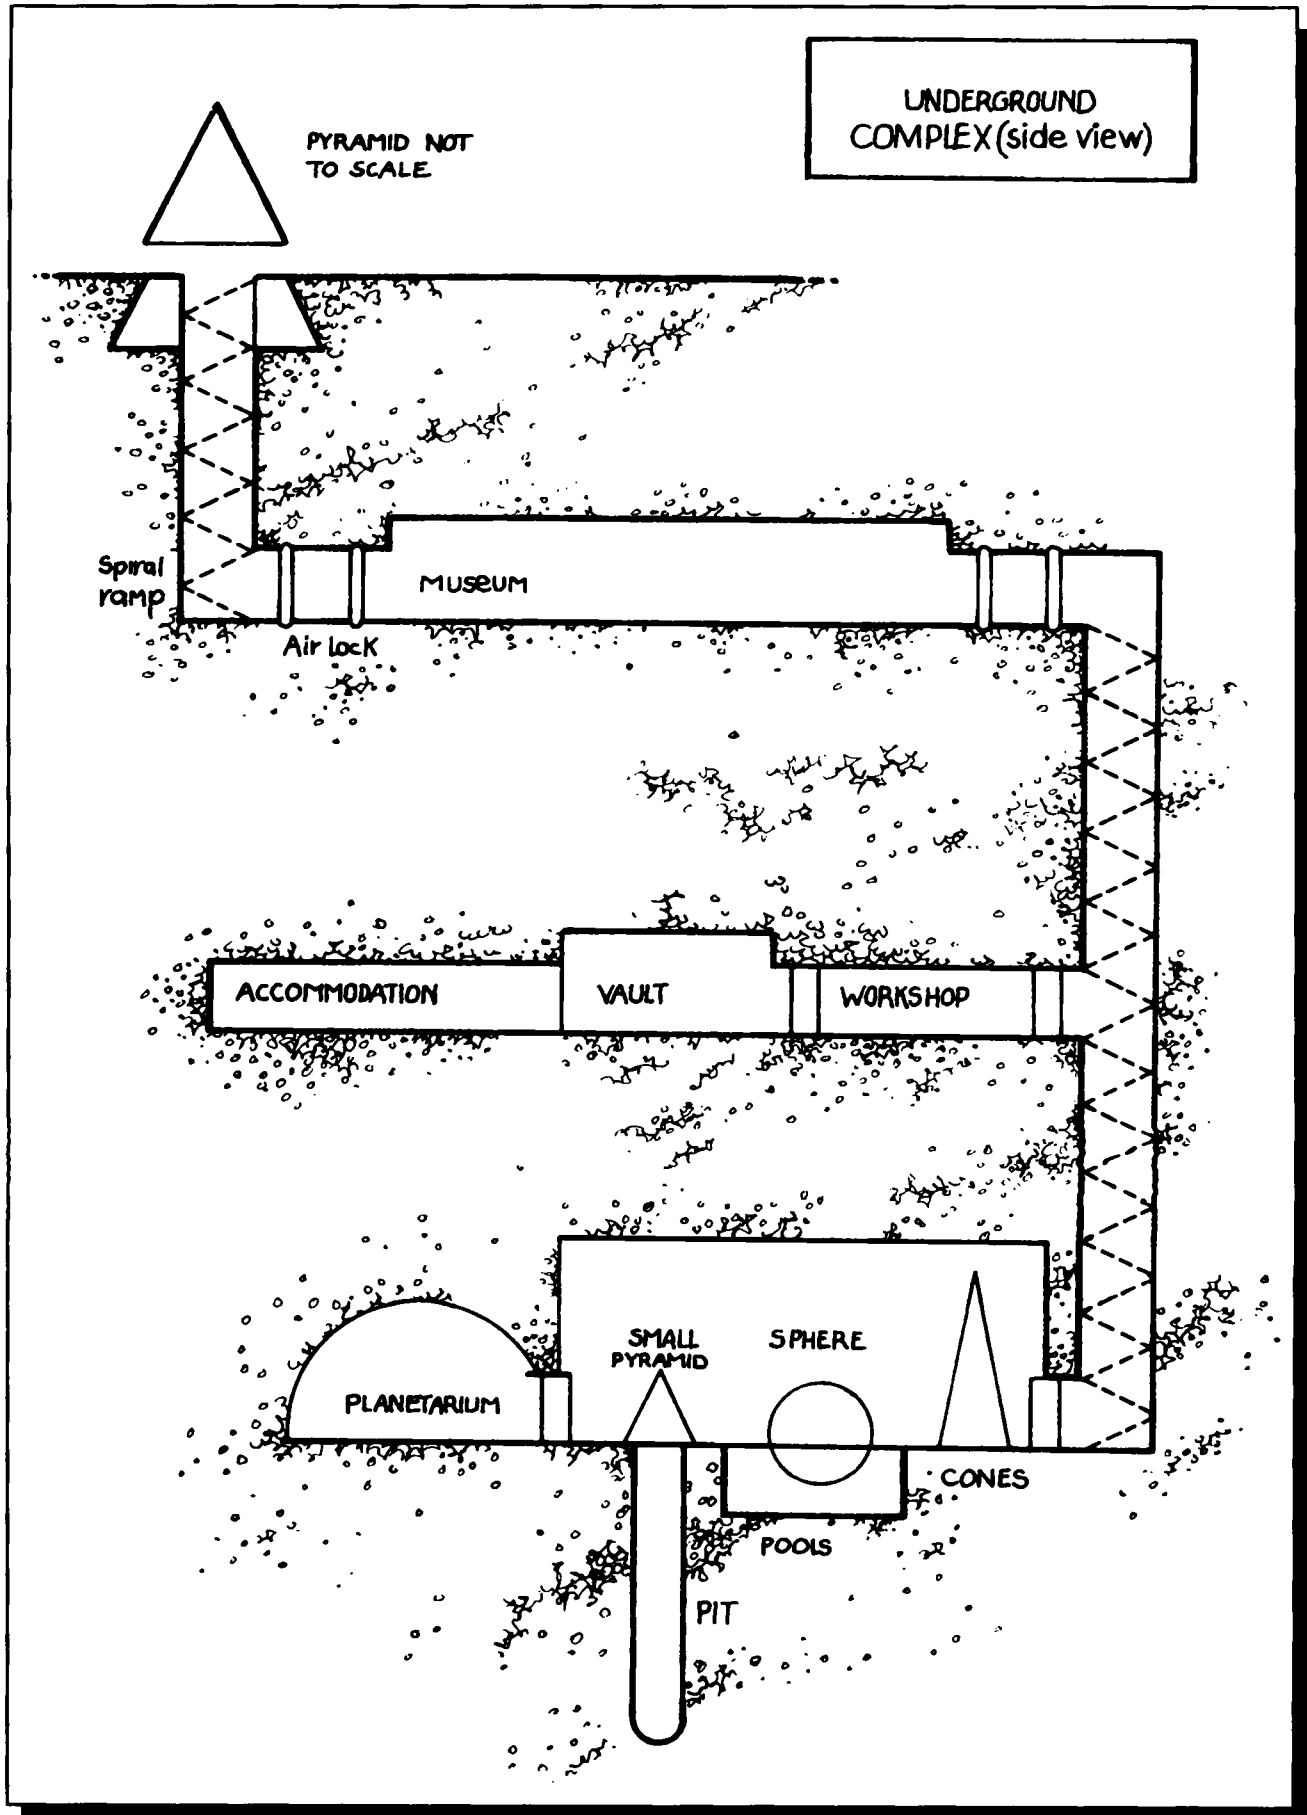 UNDERGROUND
COMPLEX (side view)
PYRAMID NOT
TO SCALE
Spiral
ramp
MUSEUM
Air lock
ACCOMMODATION
VAULT
WORKSHOP
SMALL
PYRAMID
SPHERE
PLANETARIUM
CONES
POOLS
PIT